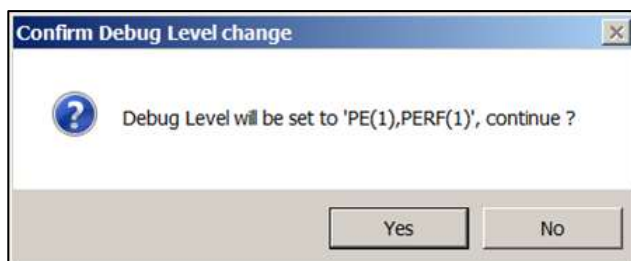 Confirm Debug Level change
Debug Level will be set to 'PE(1),PERF(1)', continue ?
Yes
No